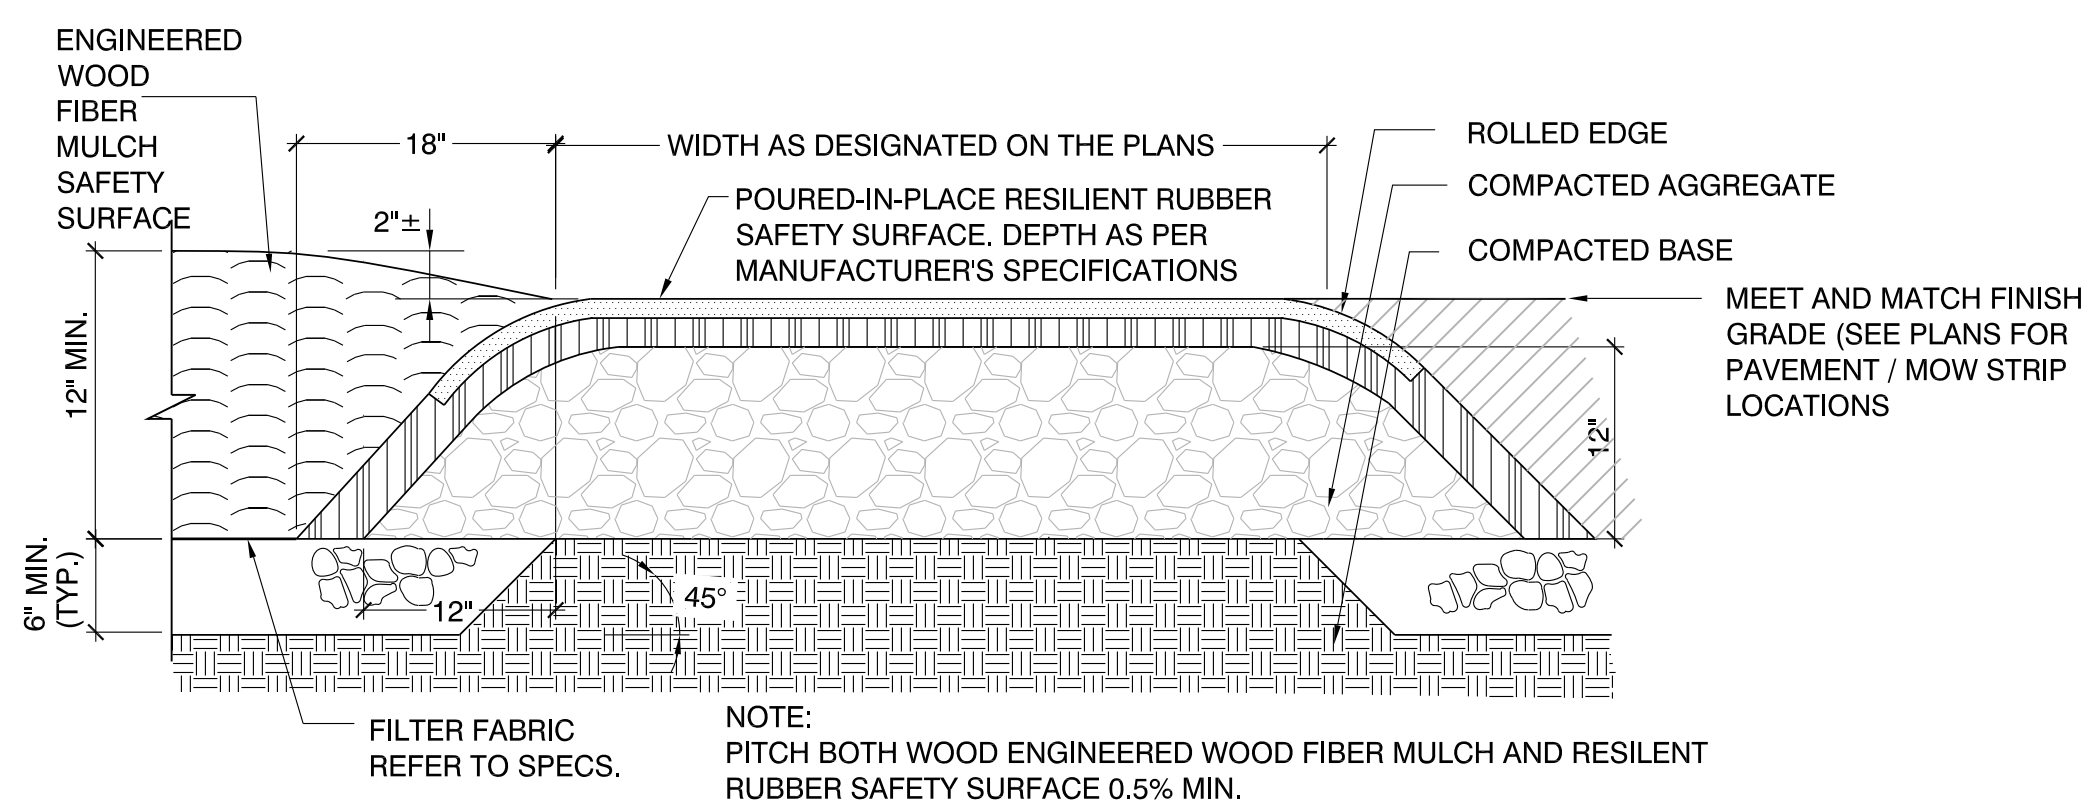 ENGINEERED
WOOD
FIBER
MULCH
SAFETY
SURFACE
18"
WIDTH AS DESIGNATED ON THE PLANS
2"±
POURED-IN-PLACE RESILIENT RUBBER
SAFETY SURFACE. DEPTH AS PER
MANUFACTURER'S SPECIFICATIONS
ROLLED EDGE
COMPACTED AGGREGATE
COMPACTED BASE
MEET AND MATCH FINISH
GRADE (SEE PLANS FOR
PAVEMENT / MOW STRIP
LOCATIONS
12" MIN.
12"
6" MIN.
(TYP.)
12"
45°
FILTER FABRIC
REFER TO SPECS.
NOTE:
PITCH BOTH WOOD ENGINEERED WOOD FIBER MULCH AND RESILENT
RUBBER SAFETY SURFACE 0.5% MIN.